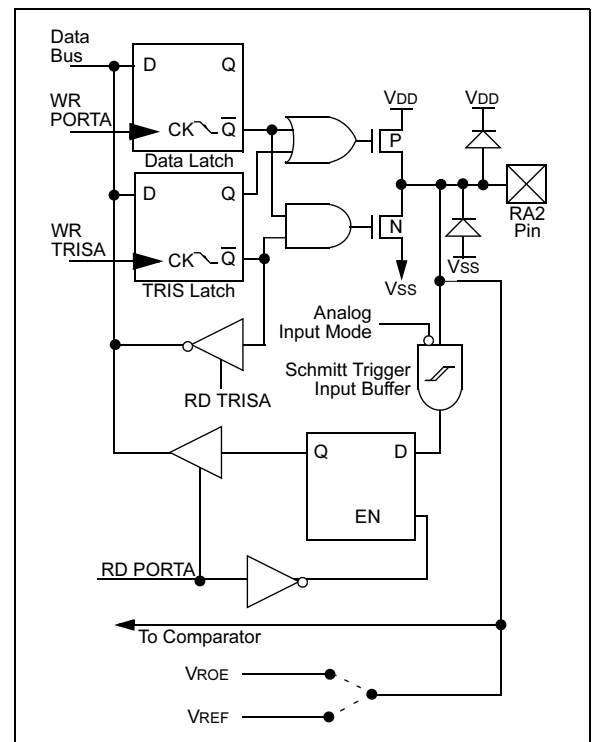 Data
Bus
D
Q
VDD
VDD
WR
PORTA
CK
Q
P
Data Latch
D
Q
RA2
Pin
WR
TRISA
N
CK
Q
VSS
TRIS Latch
VSS
Analog
Input Mode
Schmitt Trigger
Input Buffer
RD TRISA
Q
D
EN
RD PORTA
To Comparator
VROE
VREF